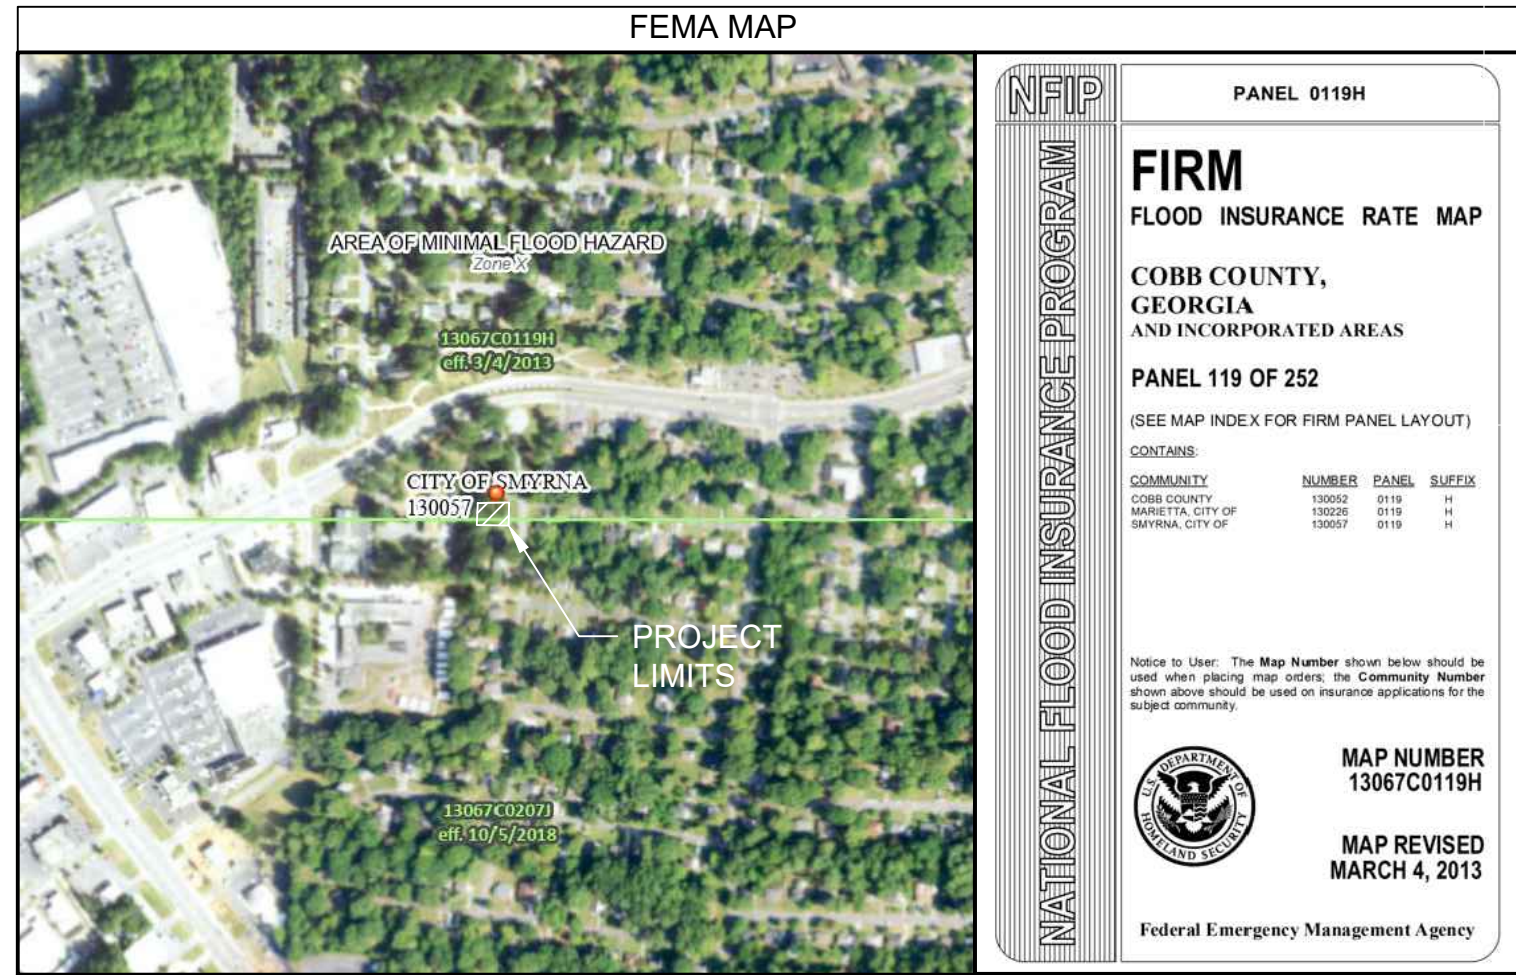 FEMA MAP
AREA OF MINIMAL FLOOD HAZARD
Zone X
13067C0119H
eff. 3/4/2013
CITY OF SMYRNA
130057
PROJECT
LIMITS
13067C0207J
eff. 10/5/2018
NFIP
NATIONAL FLOOD INSURANCE PROGRAM
PANEL 0119H
FIRM
FLOOD INSURANCE RATE MAP
COBB COUNTY,
GEORGIA
AND INCORPORATED AREAS
PANEL 119 OF 252
(SEE MAP INDEX FOR FIRM PANEL LAYOUT)
CONTAINS:
COMMUNITY NUMBER PANEL SUFFIX
COBB COUNTY 130052 0119 H
MARIETTA, CITY OF 130226 0119 H
SMYRNA, CITY OF 130057 0119 H
Notice to User: The Map Number shown below should be
used when placing map orders; the Community Number
shown above should be used on insurance applications for the
subject community.
U.S. DEPARTMENT OF HOMELAND SECURITY
MAP NUMBER
13067C0119H
MAP REVISED
MARCH 4, 2013
Federal Emergency Management Agency